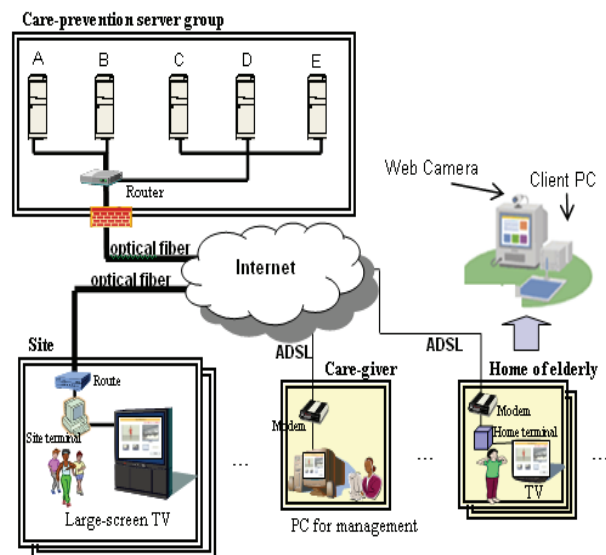 Care-prevention server group
A B C D E
Router
Web Camera
Client PC
optical fiber
optical fiber
Internet
Site
ADSL
ADSL
Care-giver
Home of elderly
Route
Modem
Modem
Site terminal
Home terminal
TV
... ... ...
Large-screen TV
PC for management